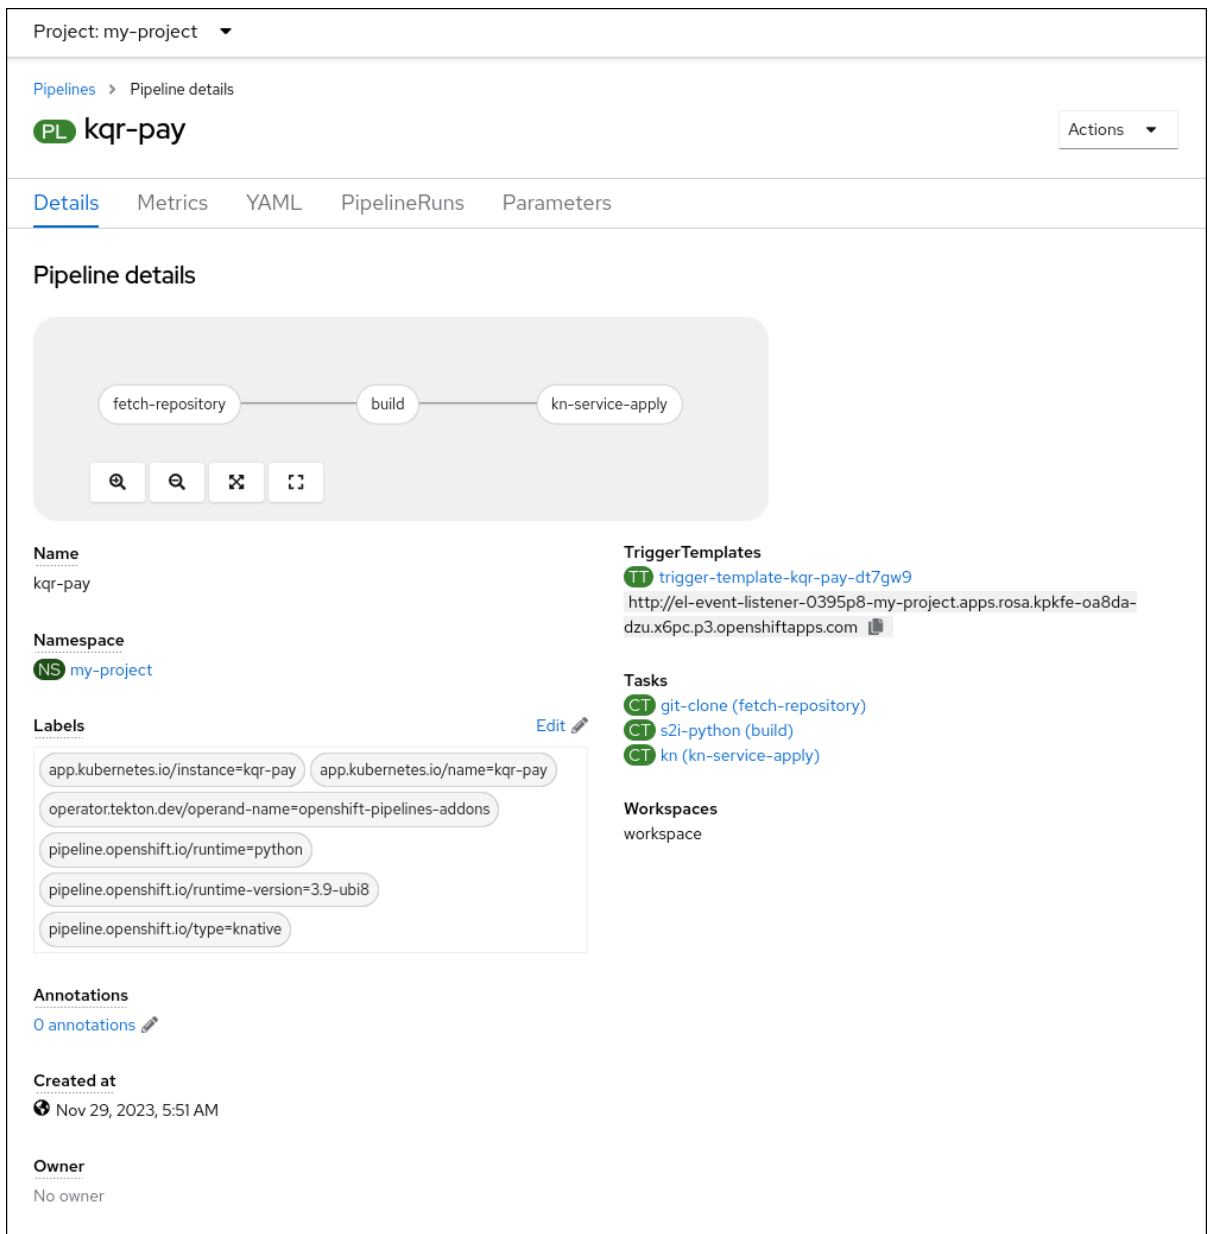 Project: my-project
Pipelines > Pipeline details
PL kqr-pay
Actions
Details Metrics YAML PipelineRuns Parameters
Pipeline details
fetch-repository build kn-service-apply
Name
kqr-pay
Namespace
NS my-project
Labels Edit
app.kubernetes.io/instance=kqr-pay app.kubernetes.io/name=kqr-pay
operator.tekton.dev/operand-name=openshift-pipelines-addons
pipeline.openshift.io/runtime=python
pipeline.openshift.io/runtime-version=3.9-ubi8
pipeline.openshift.io/type=knative
Annotations
0 annotations
Created at
Nov 29, 2023, 5:51 AM
Owner
No owner
TriggerTemplates
TT trigger-template-kqr-pay-dt7gw9
http://el-event-listener-0395p8-my-project.apps.rosa.kpkfe-oa8da-
dzu.x6pc.p3.openshiftapps.com
Tasks
CT git-clone (fetch-repository)
CT s2i-python (build)
CT kn (kn-service-apply)
Workspaces
workspace